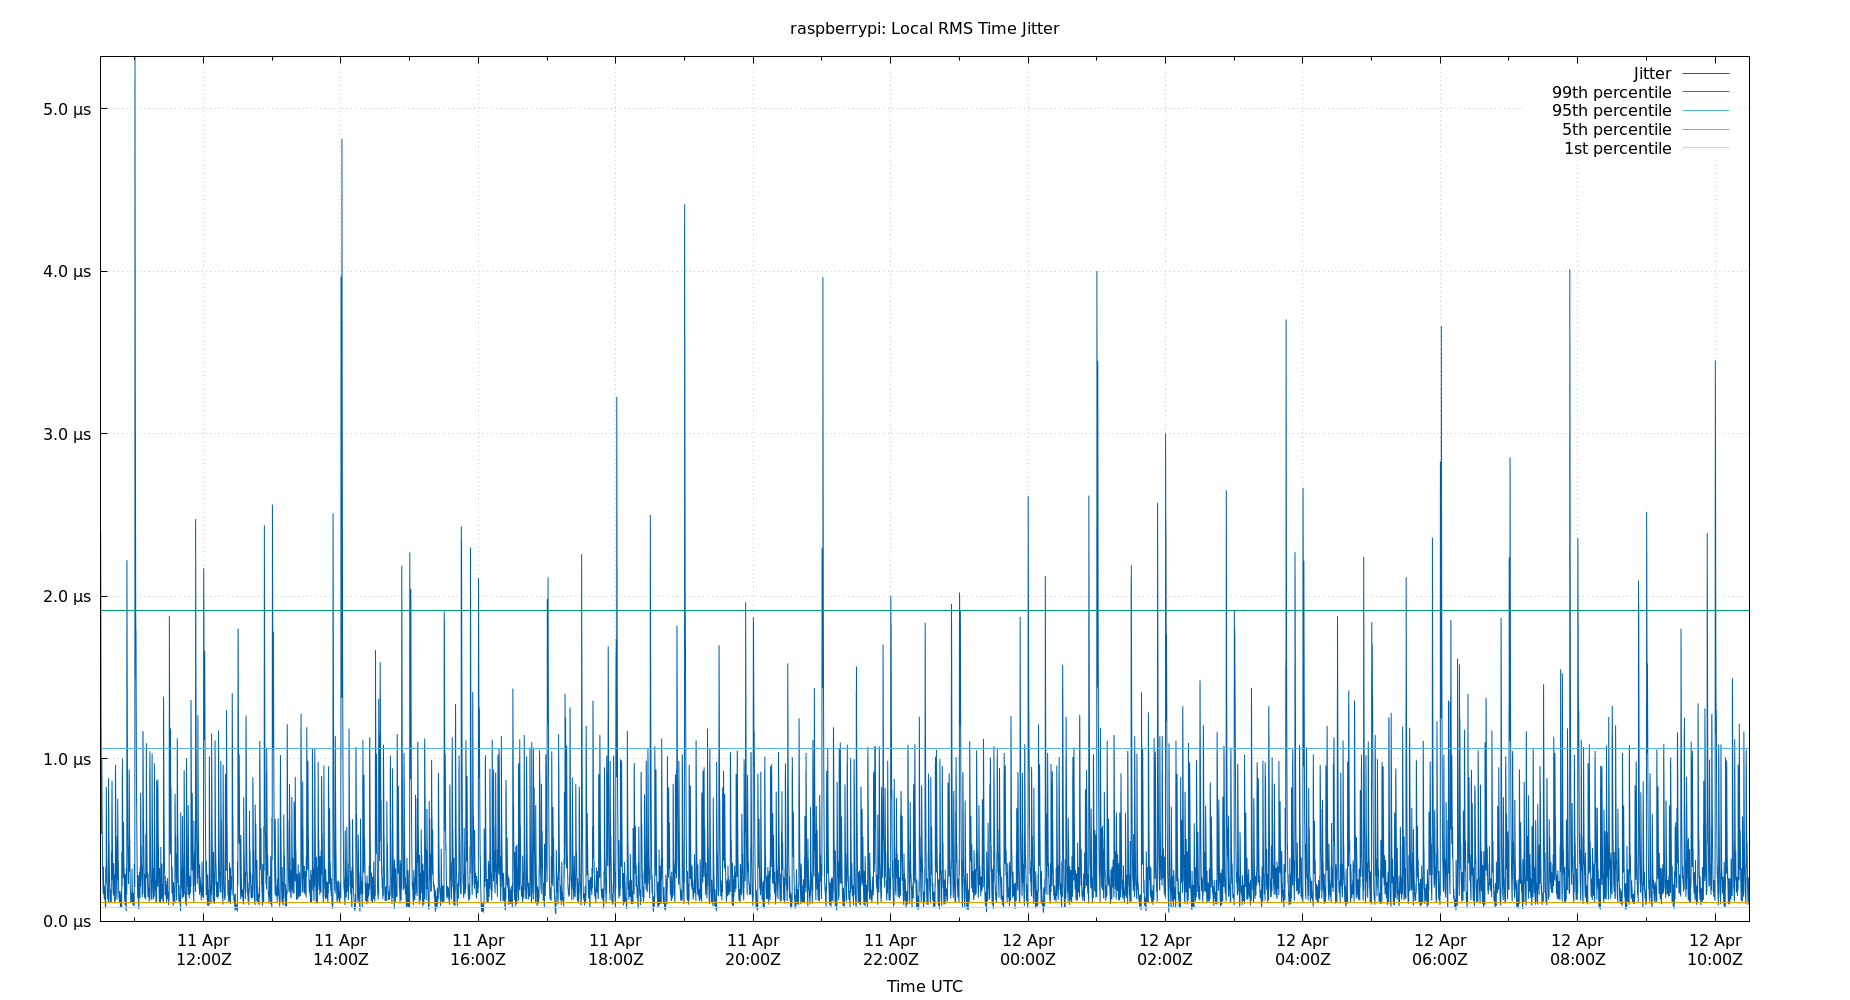 raspberrypi: Local RMS Time Jitter
Jitter
99th percentile
95th percentile
5th percentile
1st percentile
5.0 µs
4.0 µs
3.0 µs
2.0 µs
1.0 µs
0.0 µs
11 Apr 11 Apr 11 Apr 11 Apr 11 Apr 11 Apr 12 Apr 12 Apr 12 Apr 12 Apr 12 Apr 12 Apr
12:00Z 14:00Z 16:00Z 18:00Z 20:00Z 22:00Z 00:00Z 02:00Z 04:00Z 06:00Z 08:00Z 10:00Z
Time UTC